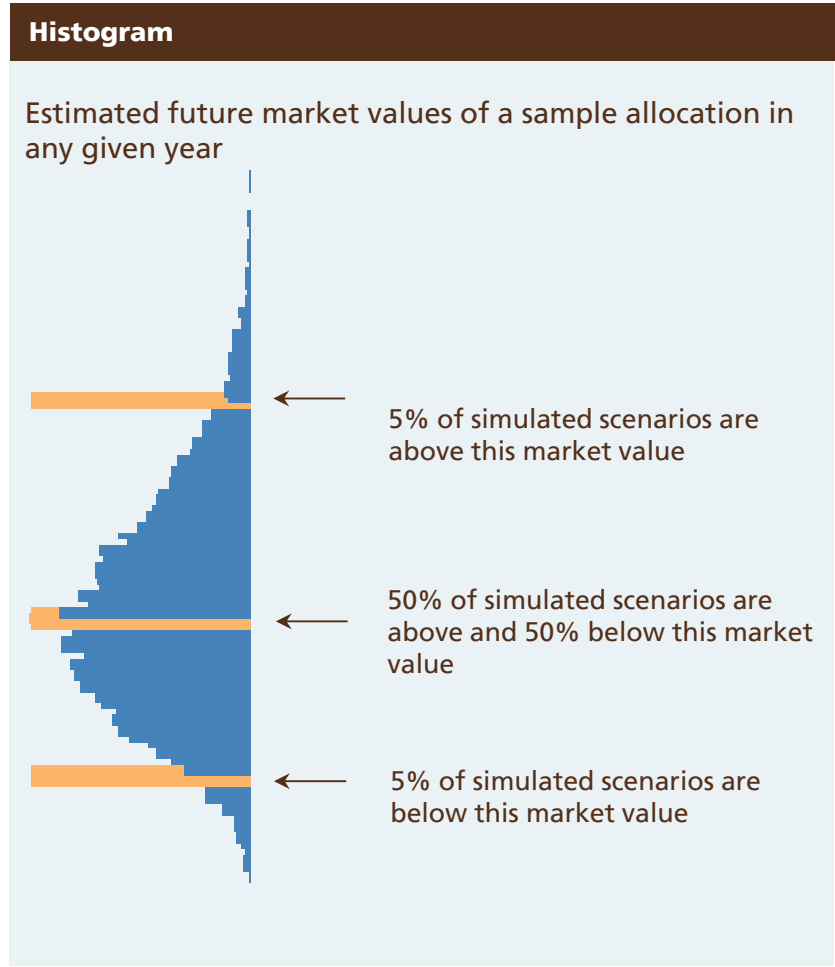 Histogram
Estimated future market values of a sample allocation in
any given year
5% of simulated scenarios are
above this market value
50% of simulated scenarios are
above and 50% below this market
value
5% of simulated scenarios are
below this market value